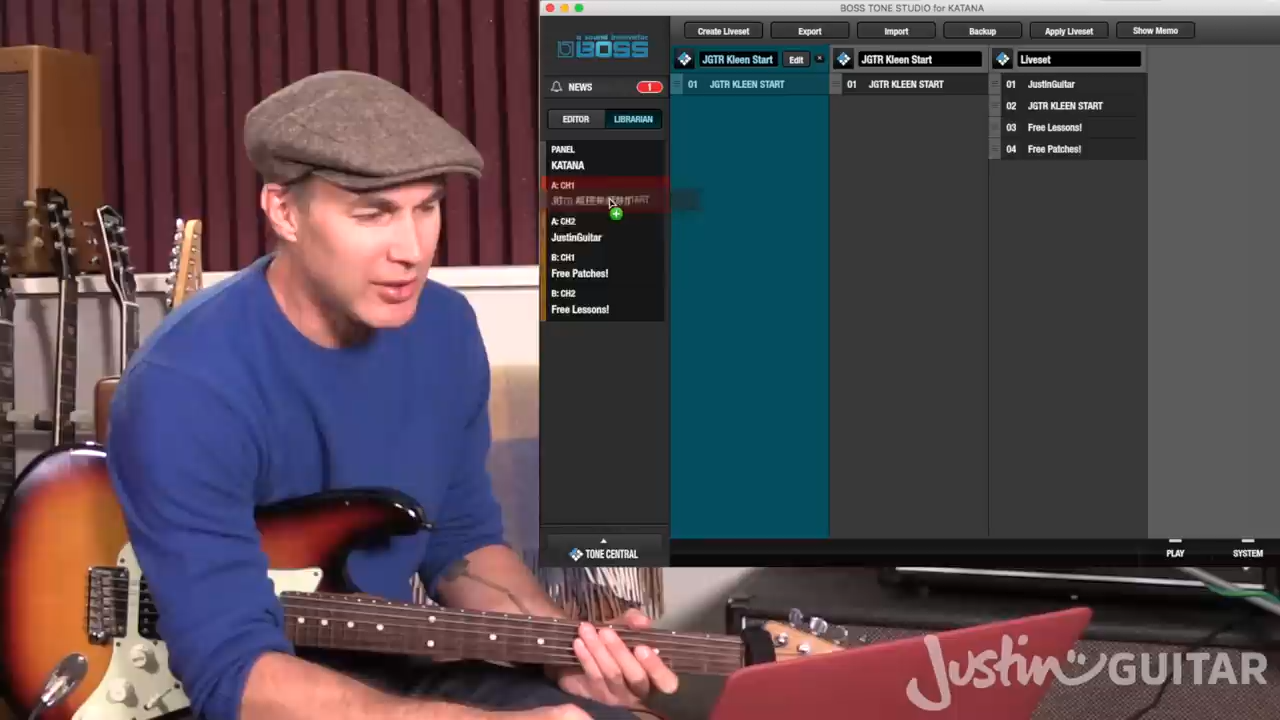 BOSS TONE STUDIO for KATANA
BOSS
Create Liveset
Export
Import
Backup
Apply Liveset
Show Memo
JGTR Kleen Start
Edit
JGTR Kleen Start
Liveset
NEWS
1
01 JGTR KLEEN START
01 JGTR KLEEN START
01 JustinGuitar
02 JGTR KLEEN START
03 Free Lessons!
04 Free Patches!
EDITOR
LIBRARIAN
PANEL
KATANA
A: CH1
A: CH2
JustinGuitar
B: CH1
Free Patches!
B: CH2
Free Lessons!
TONE CENTRAL
PLAY
SYSTEM
Justin GUITAR